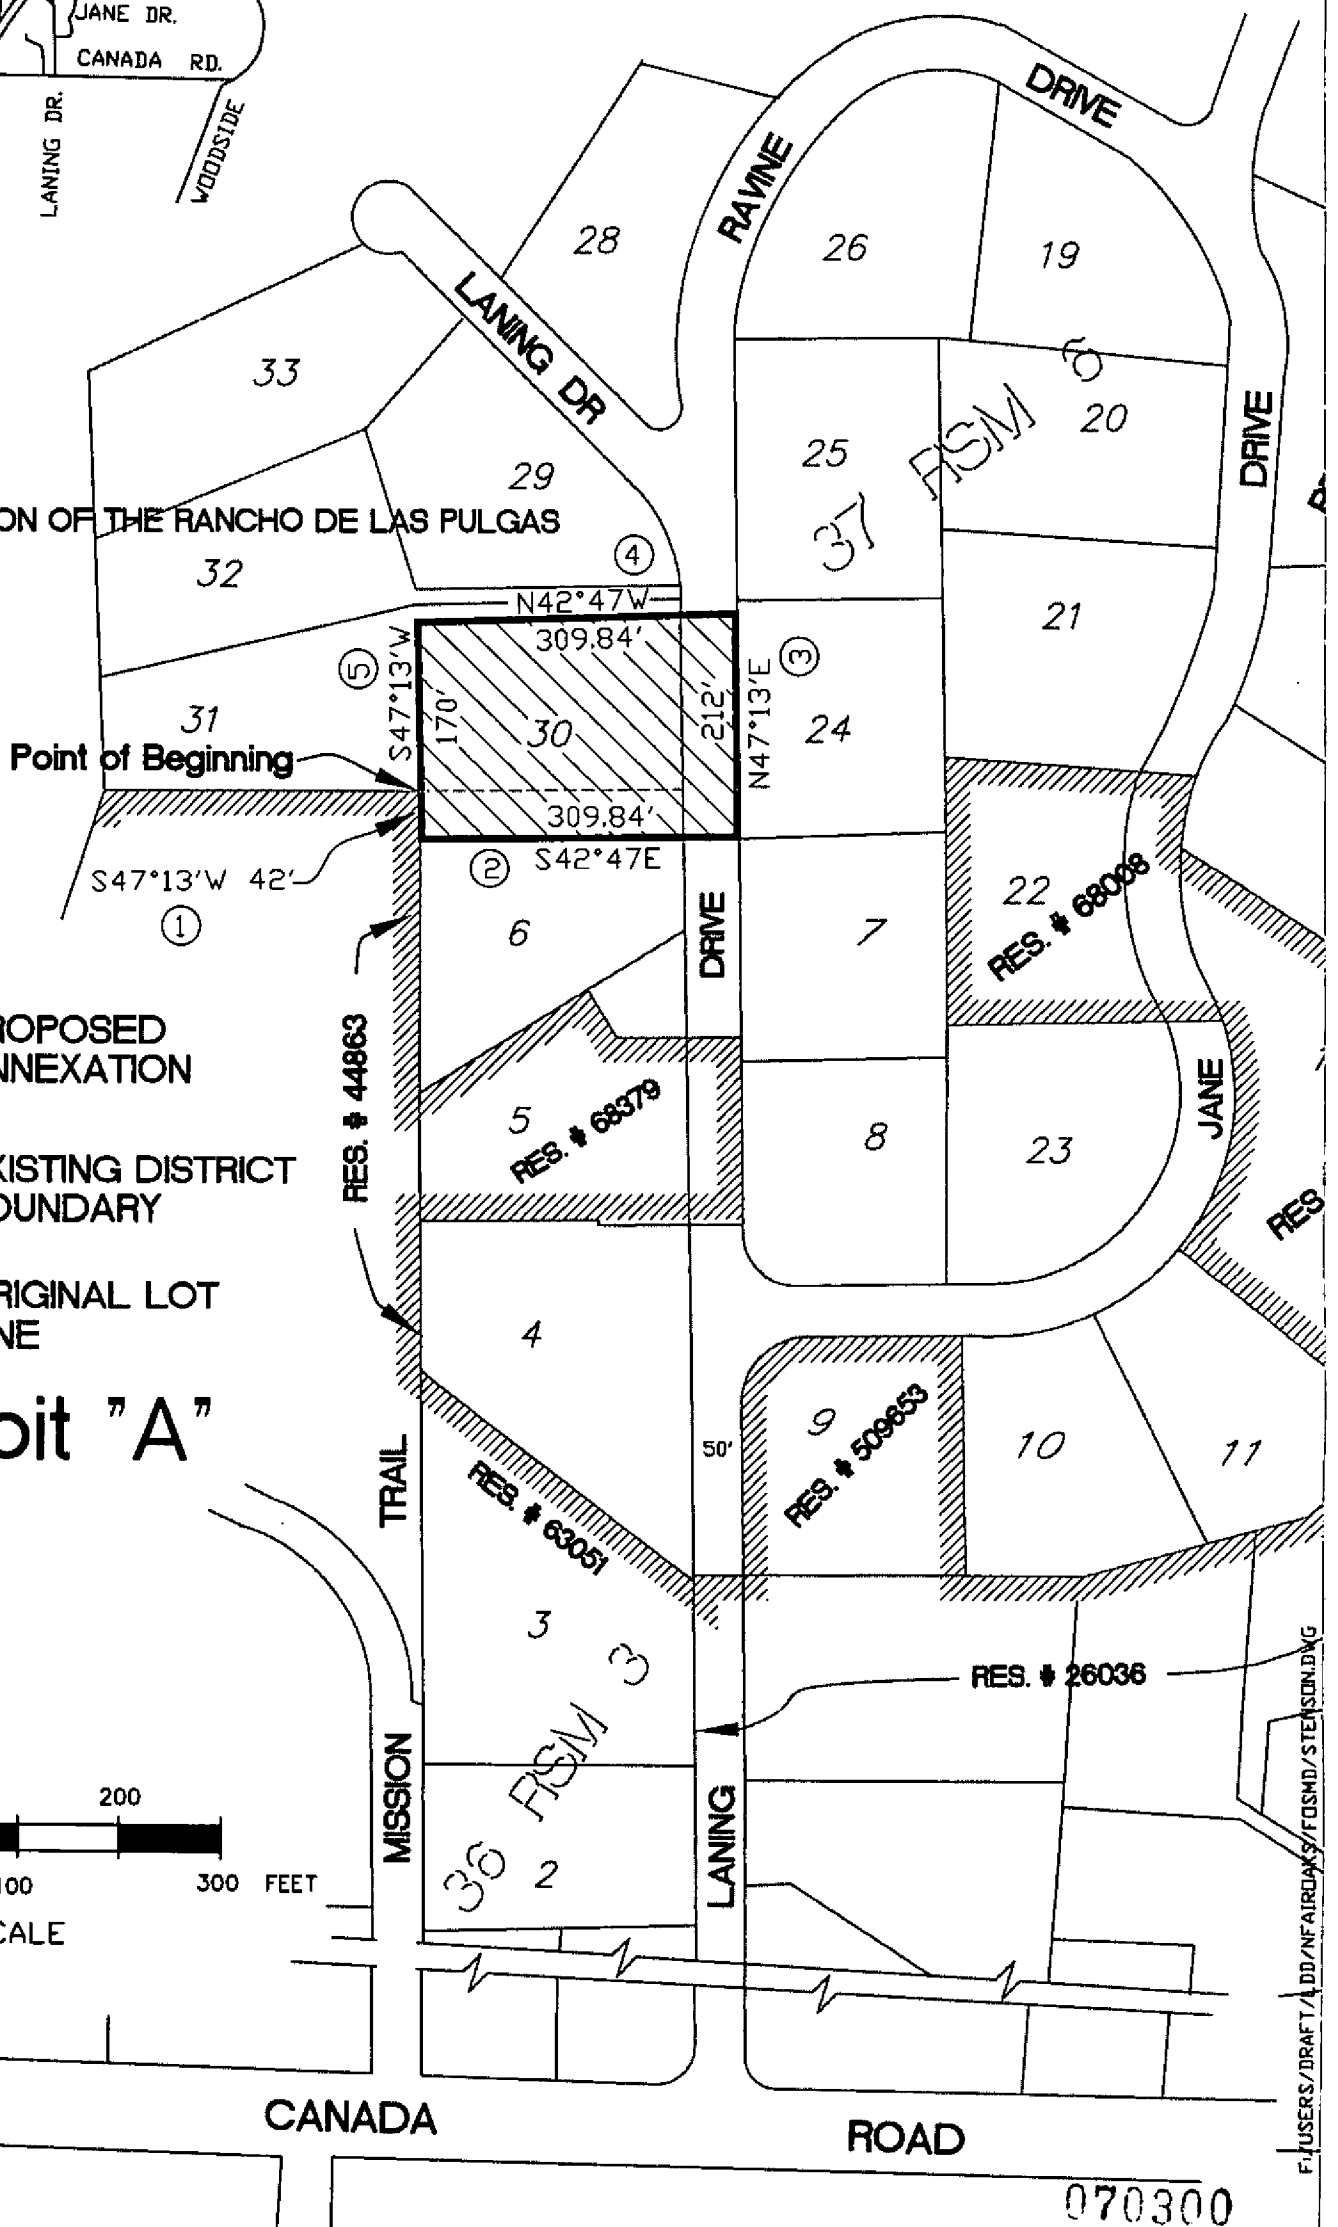 JANE DR.
CANADA RD.
LANING DR.
WOODSIDE
DRIVE
RAVINE
28
26
19
LANING DR
33
6
20
DRIVE
25
RSM
37
29
ON OF THE RANCHO DE LAS PULGAS
4
32
N42°47W
309.84'
21
5
S47°13'W
170'
212'
N47°13'E
3
31
30
24
Point of Beginning
309.84'
S47°13'W 42'
2
S42°47E
1
22
RES. # 68008
6
DRIVE
7
ROPOSED
NNEXATION
RES. # 44863
5
RES. # 68379
8
23
JANE
XISTING DISTRICT
OUNDARY
RES
RIGINAL LOT
NE
4
bit "A"
TRAIL
50'
9
RES. # 509653
10
11
RES. # 63051
3
3
RSM
36
RES. # 26036
MISSION
LANING
2
200
100
300 FEET
CALE
F:/USERS/DRAFT/LDD/NFAIROAKS/FOSMD/STENSON.DWG
CANADA
ROAD
070300